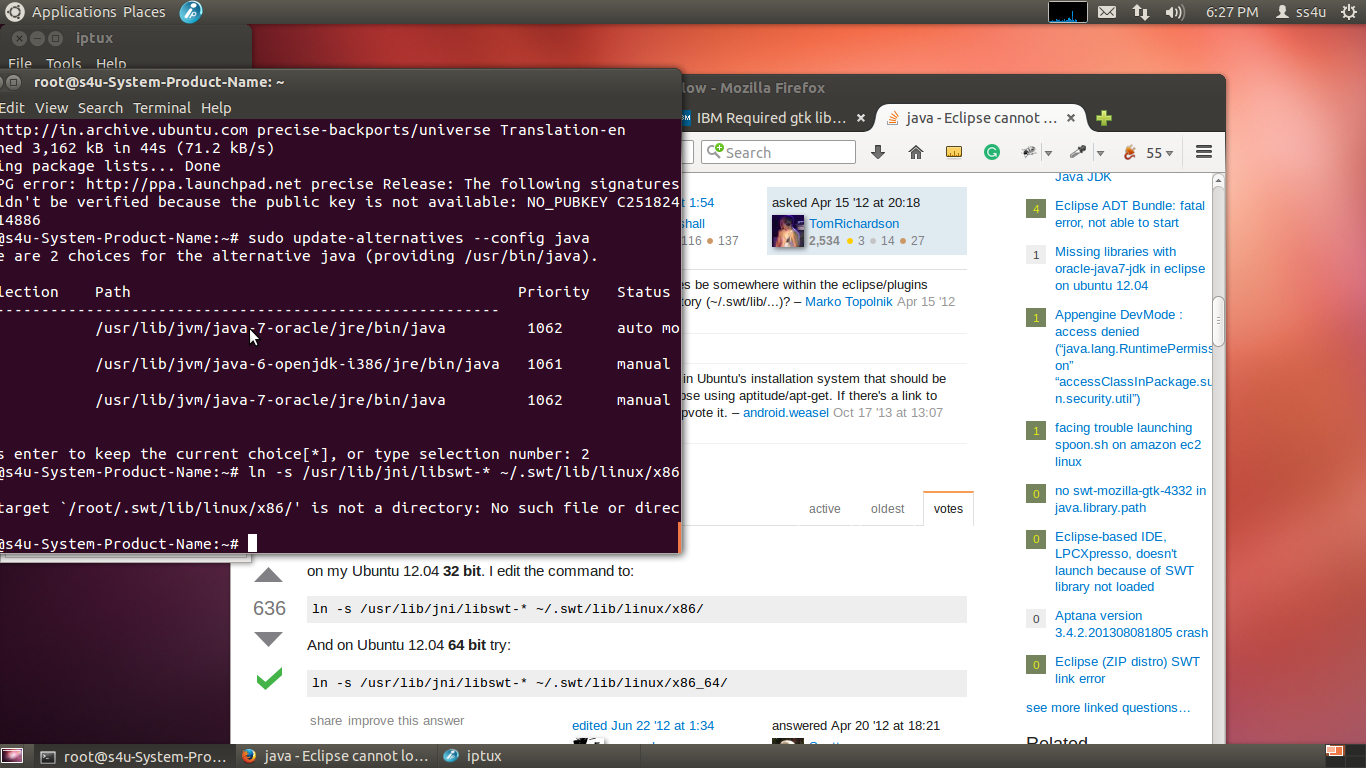 Applications Places
6:27 PM
ss4u
iptux
File Tools Help
root@s4u-System-Product-Name: ~
Edit View Search Terminal Help
http://in.archive.ubuntu.com precise-backports/universe Translation-en
ned 3,162 kB in 44s (71.2 kB/s)
ing package lists... Done
PG error: http://ppa.launchpad.net precise Release: The following signatures
ldn't be verified because the public key is not available: NO_PUBKEY C251824
14886
@s4u-System-Product-Name:~# sudo update-alternatives --config java
e are 2 choices for the alternative java (providing /usr/bin/java).
lection Path Priority Status
------------------------------------------------------------
/usr/lib/jvm/java-7-oracle/jre/bin/java 1062 auto mo
/usr/lib/jvm/java-6-openjdk-i386/jre/bin/java 1061 manual
/usr/lib/jvm/java-7-oracle/jre/bin/java 1062 manual
s enter to keep the current choice[*], or type selection number: 2
@s4u-System-Product-Name:~# ln -s /usr/lib/jni/libswt-* ~/.swt/lib/linux/x86
target `/root/.swt/lib/linux/x86/' is not a directory: No such file or direc
@s4u-System-Product-Name:~#
low - Mozilla Firefox
IBM Required gtk lib...
java - Eclipse cannot ...
Search
55
1:54
shall
116 137
asked Apr 15 '12 at 20:18
TomRichardson
2,534 3 14 27
es be somewhere within the eclipse/plugins
tory (~/.swt/lib/...)? – Marko Topolnik Apr 15 '12
in Ubuntu's installation system that should be
ose using aptitude/apt-get. If there's a link to
upvote it. – android.weasel Oct 17 '13 at 13:07
active oldest votes
on my Ubuntu 12.04 32 bit. I edit the command to:
636
ln -s /usr/lib/jni/libswt-* ~/.swt/lib/linux/x86/
And on Ubuntu 12.04 64 bit try:
ln -s /usr/lib/jni/libswt-* ~/.swt/lib/linux/x86_64/
share improve this answer
edited Jun 22 '12 at 1:34
answered Apr 20 '12 at 18:21
Java JDK
4 Eclipse ADT Bundle: fatal
error, not able to start
1 Missing libraries with
oracle-java7-jdk in eclipse
on ubuntu 12.04
1 Appengine DevMode :
access denied
("java.lang.RuntimePermiss
on"
"accessClassInPackage.su
n.security.util")
1 facing trouble launching
spoon.sh on amazon ec2
linux
0 no swt-mozilla-gtk-4332 in
java.library.path
0 Eclipse-based IDE,
LPCXpresso, doesn't
launch because of SWT
library not loaded
0 Aptana version
3.4.2.201308081805 crash
0 Eclipse (ZIP distro) SWT
link error
see more linked questions...
Related
root@s4u-System-Pro...
java - Eclipse cannot lo...
iptux